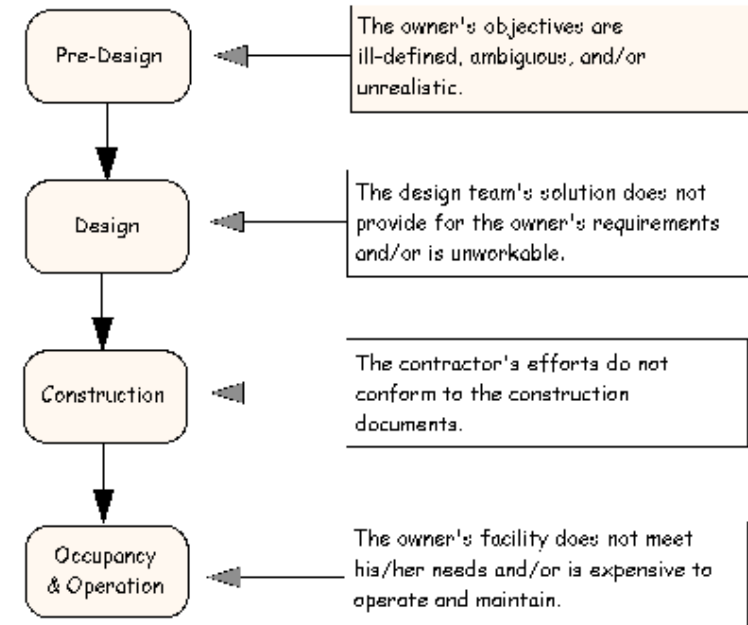 Pre-Design
The owner's objectives are
ill-defined, ambiguous, and/or
unrealistic.
Design
The design team's solution does not
provide for the owner's requirements
and/or is unworkable.
Construction
The contractor's efforts do not
conform to the construction
documents.
Occupancy
& Operation
The owner's facility does not meet
his/her needs and/or is expensive to
operate and maintain.